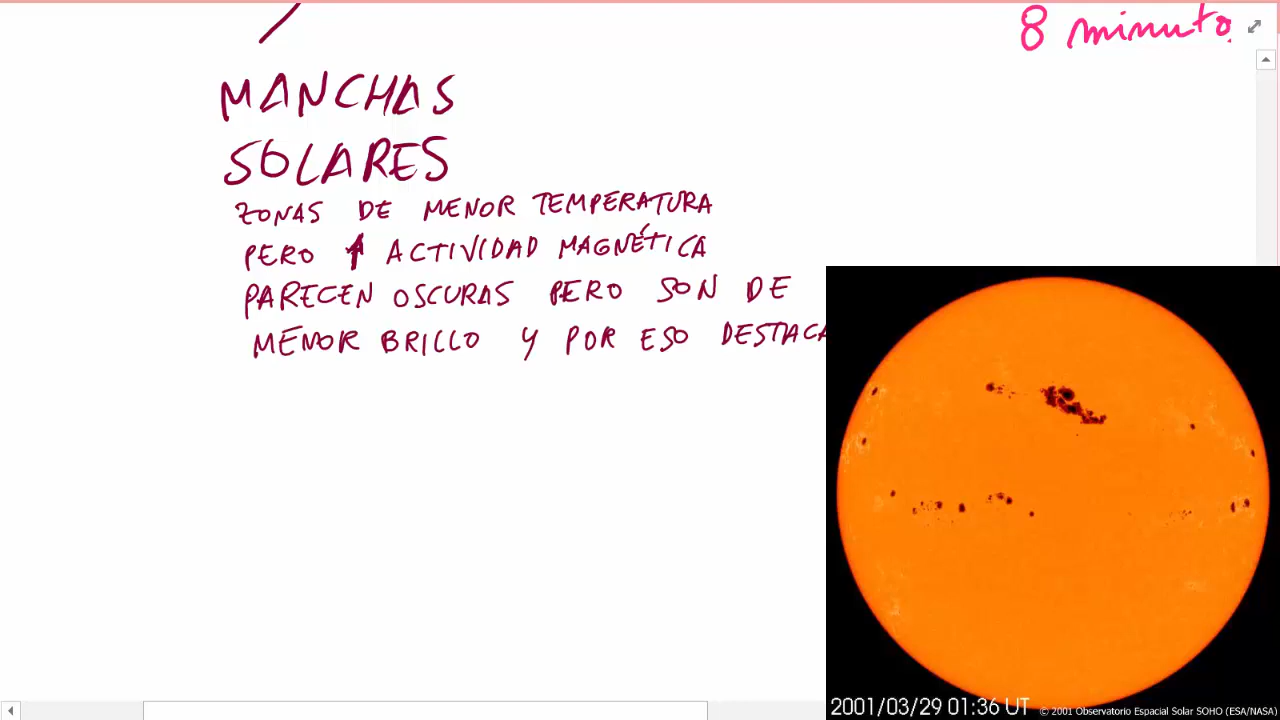 8 minuto.
MANCHAS
SOLARES
ZONAS DE MENOR TEMPERATURA
PERO ↑ ACTIVIDAD MAGNÉTICA
PARECEN OSCURAS PERO SON DE
MENOR BRILLO Y POR ESO DESTACA
2001/03/29 01:36 UT
© 2001 Observatorio Espacial Solar SOHO (ESA/NASA)